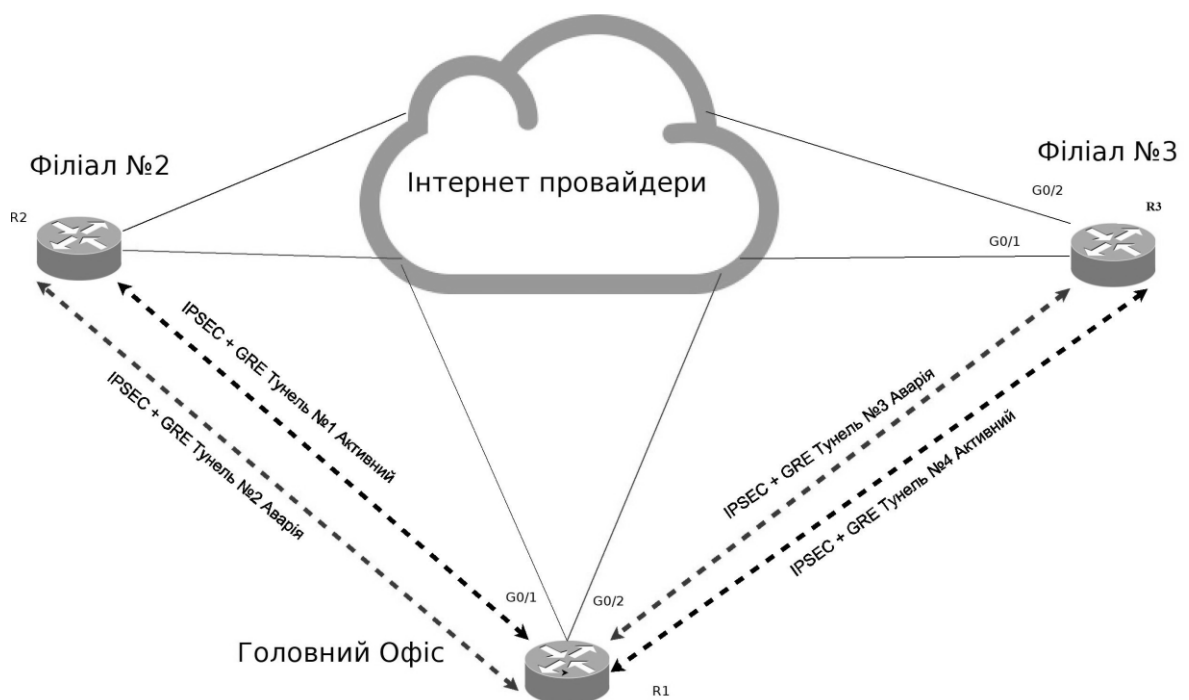 Філіал №2
R2
Інтернет провайдери
Філіал №3
G0/2
R3
G0/1
IPSEC + GRE Тунель №1 Активний
IPSEC + GRE Тунель №2 Аварія
IPSEC + GRE Тунель №3 Аварія
IPSEC + GRE Тунель №4 Активний
G0/1
G0/2
Головний Офіс
R1